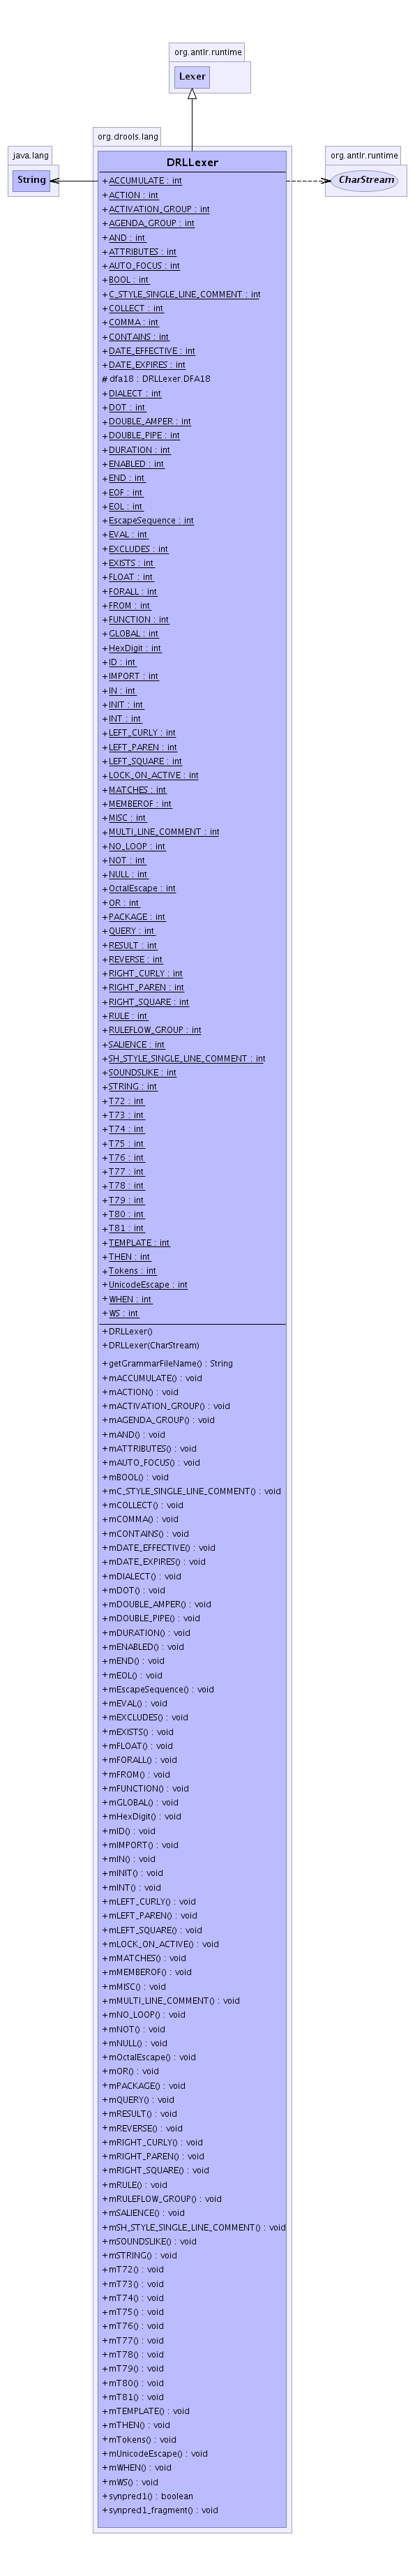 org.antlr.runtime
Lexer
org.drools.lang
java.lang
String
org.antlr.runtime
CharStream
DRLLexer
+ ACCUMULATE : int
+ ACTION : int
+ ACTIVATION_GROUP : int
+ AGENDA_GROUP : int
+ AND : int
+ ATTRIBUTES : int
+ AUTO_FOCUS : int
+ BOOL : int
+ C_STYLE_SINGLE_LINE_COMMENT : int
+ COLLECT : int
+ COMMA : int
+ CONTAINS : int
+ DATE_EFFECTIVE : int
+ DATE_EXPIRES : int
# dfa18 : DRLLexer.DFA18
+ DIALECT : int
+ DOT : int
+ DOUBLE_AMPER : int
+ DOUBLE_PIPE : int
+ DURATION : int
+ ENABLED : int
+ END : int
+ EOF : int
+ EOL : int
+ EscapeSequence : int
+ EVAL : int
+ EXCLUDES : int
+ EXISTS : int
+ FLOAT : int
+ FORALL : int
+ FROM : int
+ FUNCTION : int
+ GLOBAL : int
+ HexDigit : int
+ ID : int
+ IMPORT : int
+ IN : int
+ INIT : int
+ INT : int
+ LEFT_CURLY : int
+ LEFT_PAREN : int
+ LEFT_SQUARE : int
+ LOCK_ON_ACTIVE : int
+ MATCHES : int
+ MEMBEROF : int
+ MISC : int
+ MULTI_LINE_COMMENT : int
+ NO_LOOP : int
+ NOT : int
+ NULL : int
+ OctalEscape : int
+ OR : int
+ PACKAGE : int
+ QUERY : int
+ RESULT : int
+ REVERSE : int
+ RIGHT_CURLY : int
+ RIGHT_PAREN : int
+ RIGHT_SQUARE : int
+ RULE : int
+ RULEFLOW_GROUP : int
+ SALIENCE : int
+ SH_STYLE_SINGLE_LINE_COMMENT : int
+ SOUNDSLIKE : int
+ STRING : int
+ T72 : int
+ T73 : int
+ T74 : int
+ T75 : int
+ T76 : int
+ T77 : int
+ T78 : int
+ T79 : int
+ T80 : int
+ T81 : int
+ TEMPLATE : int
+ THEN : int
+ Tokens : int
+ UnicodeEscape : int
+ WHEN : int
+ WS : int
+ DRLLexer()
+ DRLLexer(CharStream)
+ getGrammarFileName() : String
+ mACCUMULATE() : void
+ mACTION() : void
+ mACTIVATION_GROUP() : void
+ mAGENDA_GROUP() : void
+ mAND() : void
+ mATTRIBUTES() : void
+ mAUTO_FOCUS() : void
+ mBOOL() : void
+ mC_STYLE_SINGLE_LINE_COMMENT() : void
+ mCOLLECT() : void
+ mCOMMA() : void
+ mCONTAINS() : void
+ mDATE_EFFECTIVE() : void
+ mDATE_EXPIRES() : void
+ mDIALECT() : void
+ mDOT() : void
+ mDOUBLE_AMPER() : void
+ mDOUBLE_PIPE() : void
+ mDURATION() : void
+ mENABLED() : void
+ mEND() : void
+ mEOL() : void
+ mEscapeSequence() : void
+ mEVAL() : void
+ mEXCLUDES() : void
+ mEXISTS() : void
+ mFLOAT() : void
+ mFORALL() : void
+ mFROM() : void
+ mFUNCTION() : void
+ mGLOBAL() : void
+ mHexDigit() : void
+ mID() : void
+ mIMPORT() : void
+ mIN() : void
+ mINIT() : void
+ mINT() : void
+ mLEFT_CURLY() : void
+ mLEFT_PAREN() : void
+ mLEFT_SQUARE() : void
+ mLOCK_ON_ACTIVE() : void
+ mMATCHES() : void
+ mMEMBEROF() : void
+ mMISC() : void
+ mMULTI_LINE_COMMENT() : void
+ mNO_LOOP() : void
+ mNOT() : void
+ mNULL() : void
+ mOctalEscape() : void
+ mOR() : void
+ mPACKAGE() : void
+ mQUERY() : void
+ mRESULT() : void
+ mREVERSE() : void
+ mRIGHT_CURLY() : void
+ mRIGHT_PAREN() : void
+ mRIGHT_SQUARE() : void
+ mRULE() : void
+ mRULEFLOW_GROUP() : void
+ mSALIENCE() : void
+ mSH_STYLE_SINGLE_LINE_COMMENT() : void
+ mSOUNDSLIKE() : void
+ mSTRING() : void
+ mT72() : void
+ mT73() : void
+ mT74() : void
+ mT75() : void
+ mT76() : void
+ mT77() : void
+ mT78() : void
+ mT79() : void
+ mT80() : void
+ mT81() : void
+ mTEMPLATE() : void
+ mTHEN() : void
+ mTokens() : void
+ mUnicodeEscape() : void
+ mWHEN() : void
+ mWS() : void
+ synpred1() : boolean
+ synpred1_fragment() : void